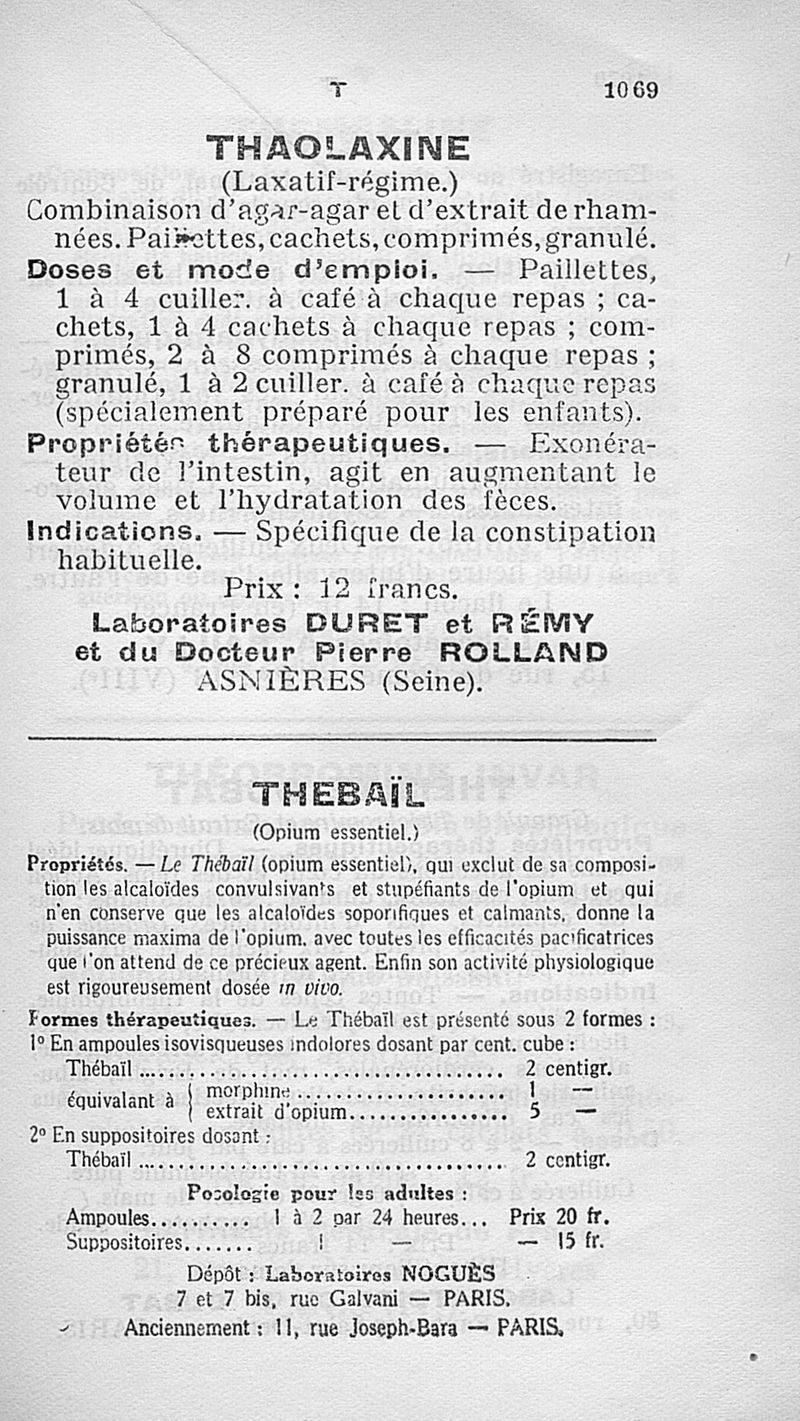 T 1069
THAOLAXINE
(Laxatif-régime.)
Combinaison d'agar-agar et d'extrait de rham-
nées. Paillettes, cachets, comprimés, granulé.
Doses et mode d'emploi. — Paillettes,
1 à 4 cuiller. à café à chaque repas ; ca-
chets, 1 à 4 cachets à chaque repas ; com-
primés, 2 à 8 comprimés à chaque repas ;
granulé, 1 à 2 cuiller. à café à chaque repas
(spécialement préparé pour les enfants).
Propriétés thérapeutiques. — Exonéra-
teur de l'intestin, agit en augmentant le
volume et l'hydratation des fèces.
Indications. — Spécifique de la constipation
habituelle.
Prix : 12 francs.
Laboratoires DURET et RÉMY
et du Docteur Pierre ROLLAND
ASNIÈRES (Seine).
THEBAÏL
(Opium essentiel.)
Propriétés. — Le Thébaïl (opium essentiel), qui exclut de sa composi-
tion les alcaloïdes convulsivants et stupéfiants de l'opium et qui
n'en conserve que les alcaloïdes soporifiques et calmants, donne la
puissance maxima de l'opium, avec toutes les efficacités pacificatrices
que l'on attend de ce précieux agent. Enfin son activité physiologique
est rigoureusement dosée in vivo.
Formes thérapeutiques. — Le Thébaïl est présenté sous 2 formes :
1° En ampoules isovisqueuses indolores dosant par cent. cube :
Thébaïl ........ 2 centigr.
équivalant à { morphine ........ 1 —
extrait d'opium ........ 5 —
2° En suppositoires dosant :
Thébaïl ........ 2 centigr.
Posologie pour les adultes :
Ampoules.......... 1 à 2 par 24 heures... Prix 20 fr.
Suppositoires....... 1 — — 15 fr.
Dépôt : Laboratoires NOGUÈS
7 et 7 bis, rue Galvani — PARIS.
Anciennement : 11, rue Joseph-Bara — PARIS.